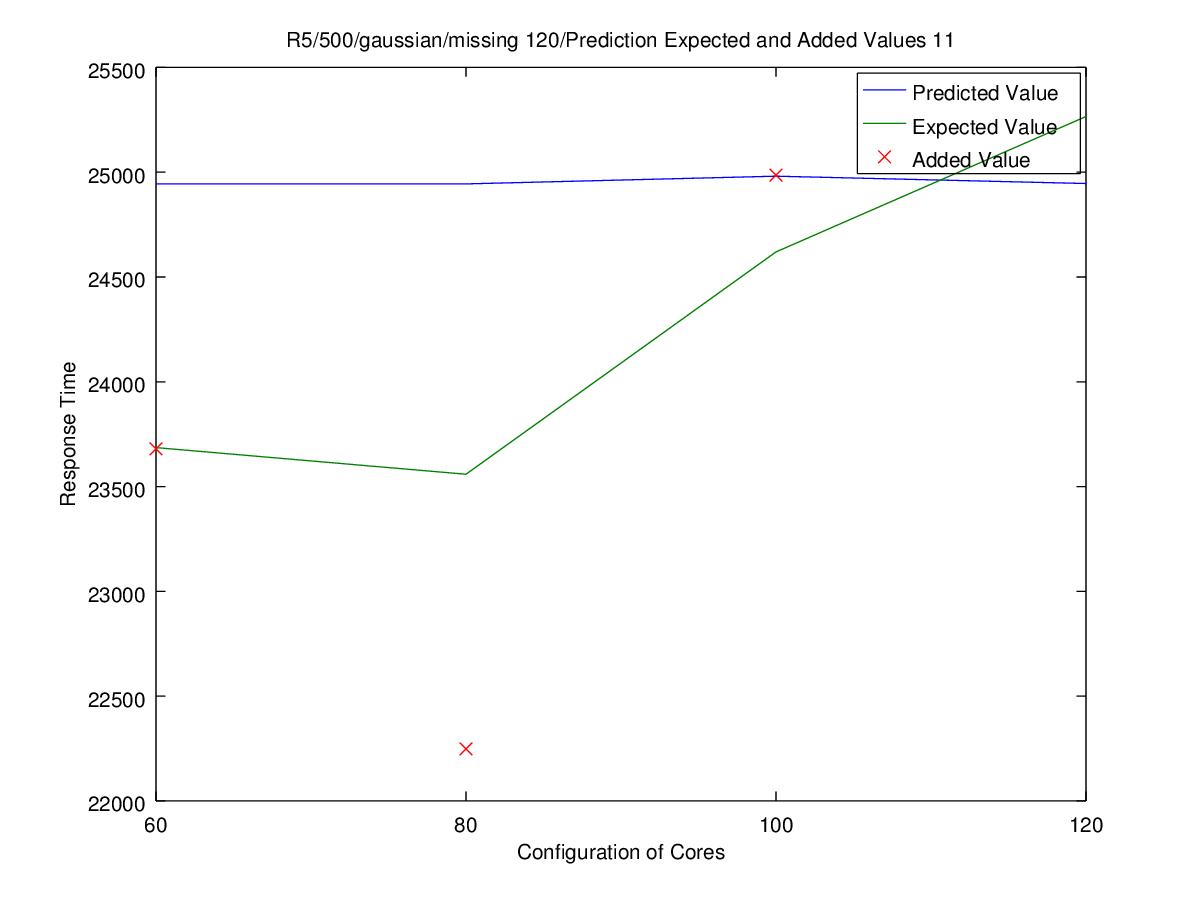 R5/500/gaussian/missing 120/Prediction Expected and Added Values 11
25500
25000
24500
24000
23500
23000
22500
22000
Response Time
Predicted Value
Expected Value
Added Value
60 80 100 120
Configuration of Cores